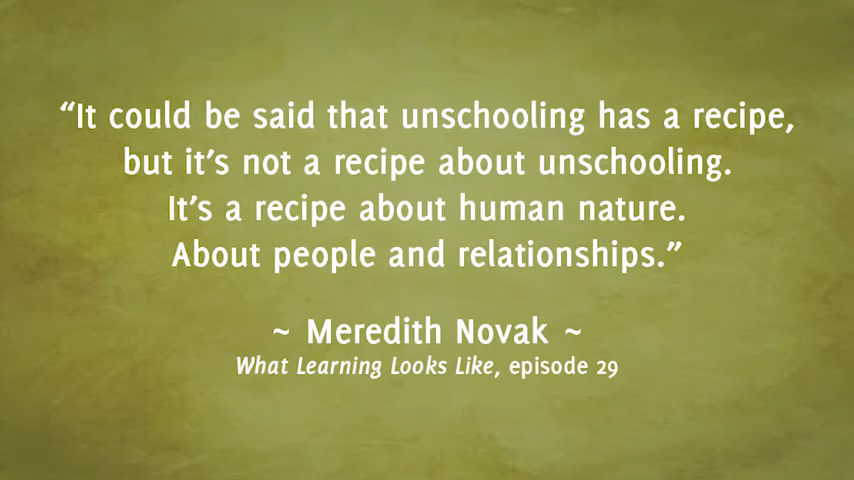 “It could be said that unschooling has a recipe,
but it’s not a recipe about unschooling.
It’s a recipe about human nature.
About people and relationships.”
~ Meredith Novak ~
What Learning Looks Like, episode 29